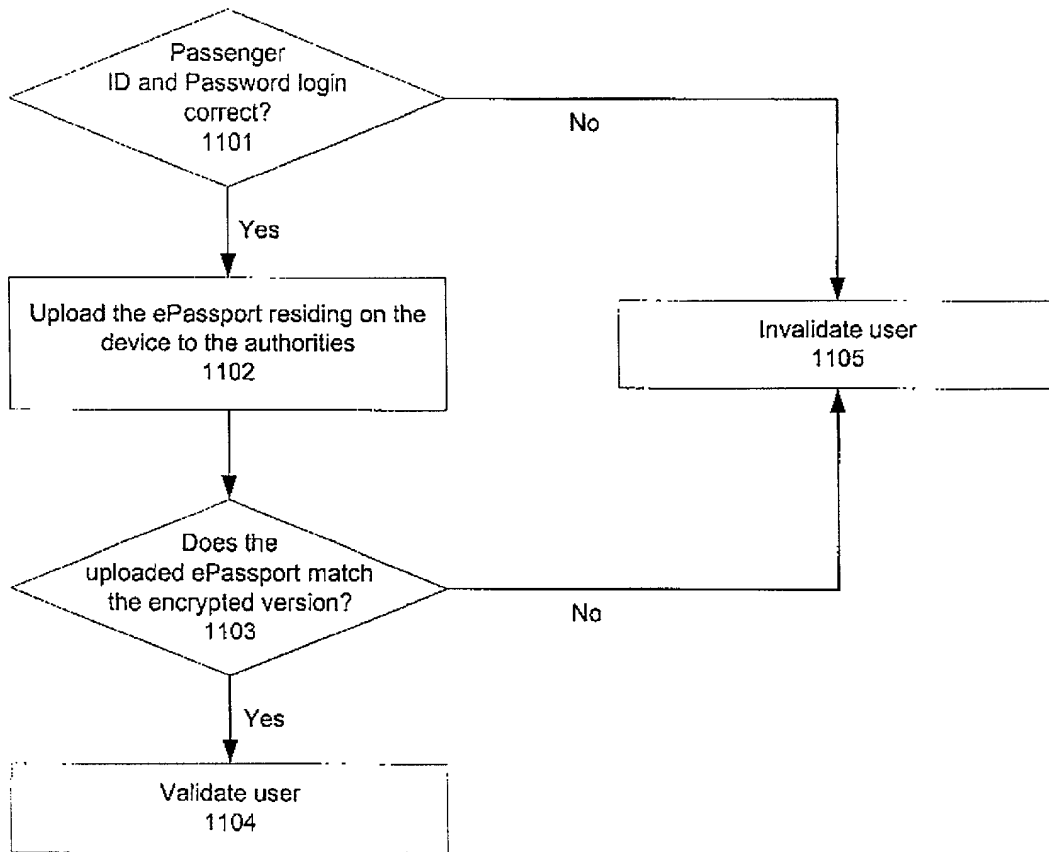 Passenger
ID and Password login
correct?
1101
No
Yes
Upload the ePassport residing on the
device to the authorities
1102
Invalidate user
1105
Does the
uploaded ePassport match
the encrypted version?
1103
No
Yes
Validate user
1104